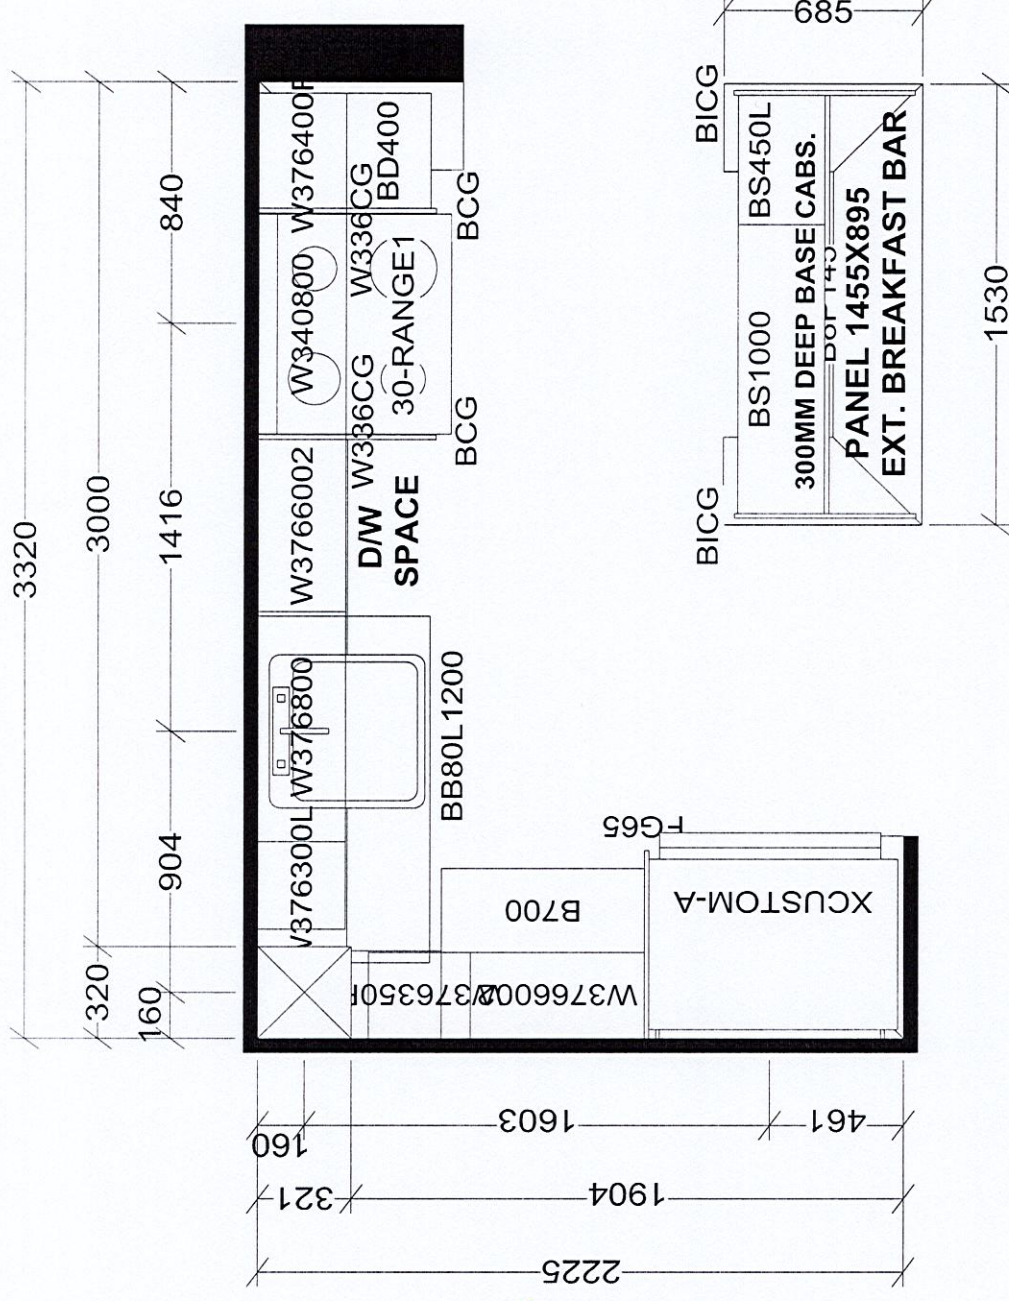 685
BICG
BS450L
BS1000
300MM DEEP BASE CABS.
PANEL 1455X895
EXT. BREAKFAST BAR
BICG
1530
3320
3000
840
1416
904
320
160
W376400R
BD400
W336CG
BCG
W340800
30-RANGE1
W336CG
BCG
W3766002
D/W
SPACE
W376800
BB80L1200
W376300L
FG65
B700
XCUSTOM-A
W376350R
W3766002
160
1603
461
321
1904
2225